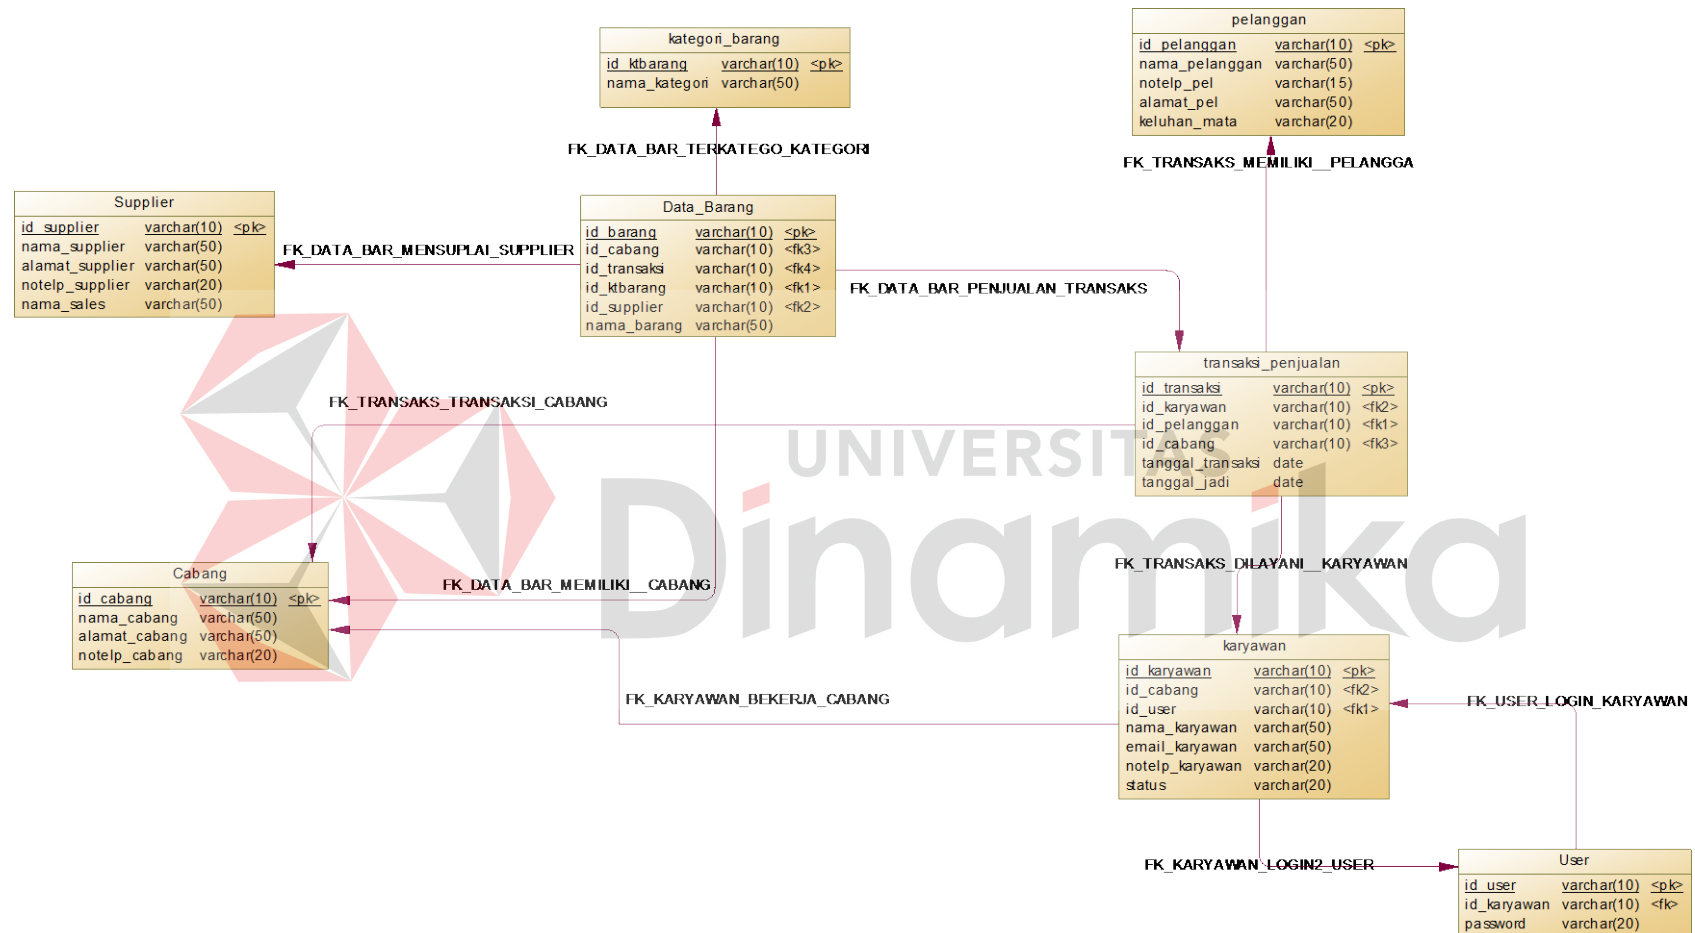 pelanggan
id_pelanggan varchar(10) <pk>
nama_pelanggan varchar(50)
notelp_pel varchar(15)
alamat_pel varchar(50)
keluhan_mata varchar(20)
kategori_barang
id_ktbarang varchar(10) <pk>
nama_kategori varchar(50)
FK_DATA_BAR_TERKATEGO_KATEGORI
FK_TRANSAKS_MEMILIKI__PELANGGA
Supplier
id_supplier varchar(10) <pk>
nama_supplier varchar(50)
alamat_supplier varchar(50)
notelp_supplier varchar(20)
nama_sales varchar(50)
FK_DATA_BAR_MENSUPLAI_SUPPLIER
Data_Barang
id_barang varchar(10) <pk>
id_cabang varchar(10) <fk3>
id_transaksi varchar(10) <fk4>
id_ktbarang varchar(10) <fk1>
id_supplier varchar(10) <fk2>
nama_barang varchar(50)
FK_DATA_BAR_PENJUALAN_TRANSAKS
transaksi_penjualan
id_transaksi varchar(10) <pk>
id_karyawan varchar(10) <fk2>
id_pelanggan varchar(10) <fk1>
id_cabang varchar(10) <fk3>
tanggal_transaksi date
tanggal_jadi date
FK_TRANSAKS_TRANSAKSI_CABANG
UNIVERSITAS
Dinamika
FK_TRANSAKS_DILAYANI__KARYAWAN
Cabang
id_cabang varchar(10) <pk>
nama_cabang varchar(50)
alamat_cabang varchar(50)
notelp_cabang varchar(20)
FK_DATA_BAR_MEMILIKI__CABANG
karyawan
id_karyawan varchar(10) <pk>
id_cabang varchar(10) <fk2>
id_user varchar(10) <fk1>
nama_karyawan varchar(50)
email_karyawan varchar(50)
notelp_karyawan varchar(20)
status varchar(20)
FK_KARYAWAN_BEKERJA_CABANG
FK_USER_LOGIN_KARYAWAN
FK_KARYAWAN_LOGIN2_USER
User
id_user varchar(10) <pk>
id_karyawan varchar(10) <fk>
password varchar(20)